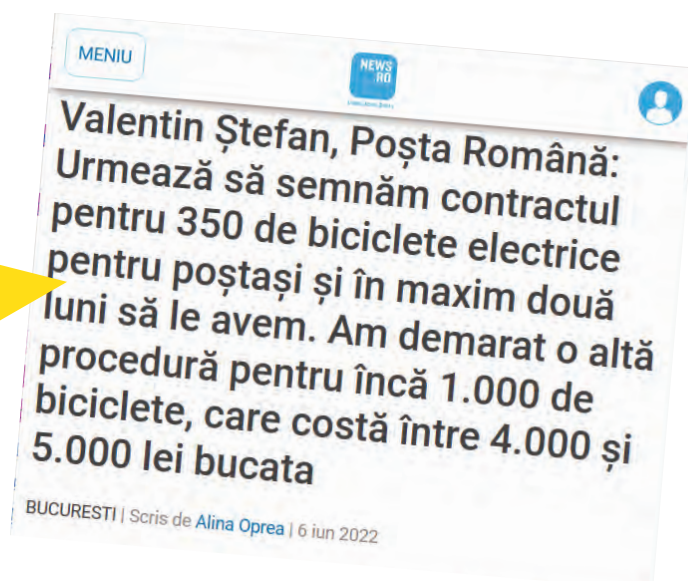 MENIU
NEWS
RO
Valentin Ștefan, Poșta Română:
Urmează să semnăm contractul
pentru 350 de biciclete electrice
pentru poștași și în maxim două
luni să le avem. Am demarat o altă
procedură pentru încă 1.000 de
biciclete, care costă între 4.000 și
5.000 lei bucata
BUCURESTI | Scris de Alina Oprea | 6 iun 2022